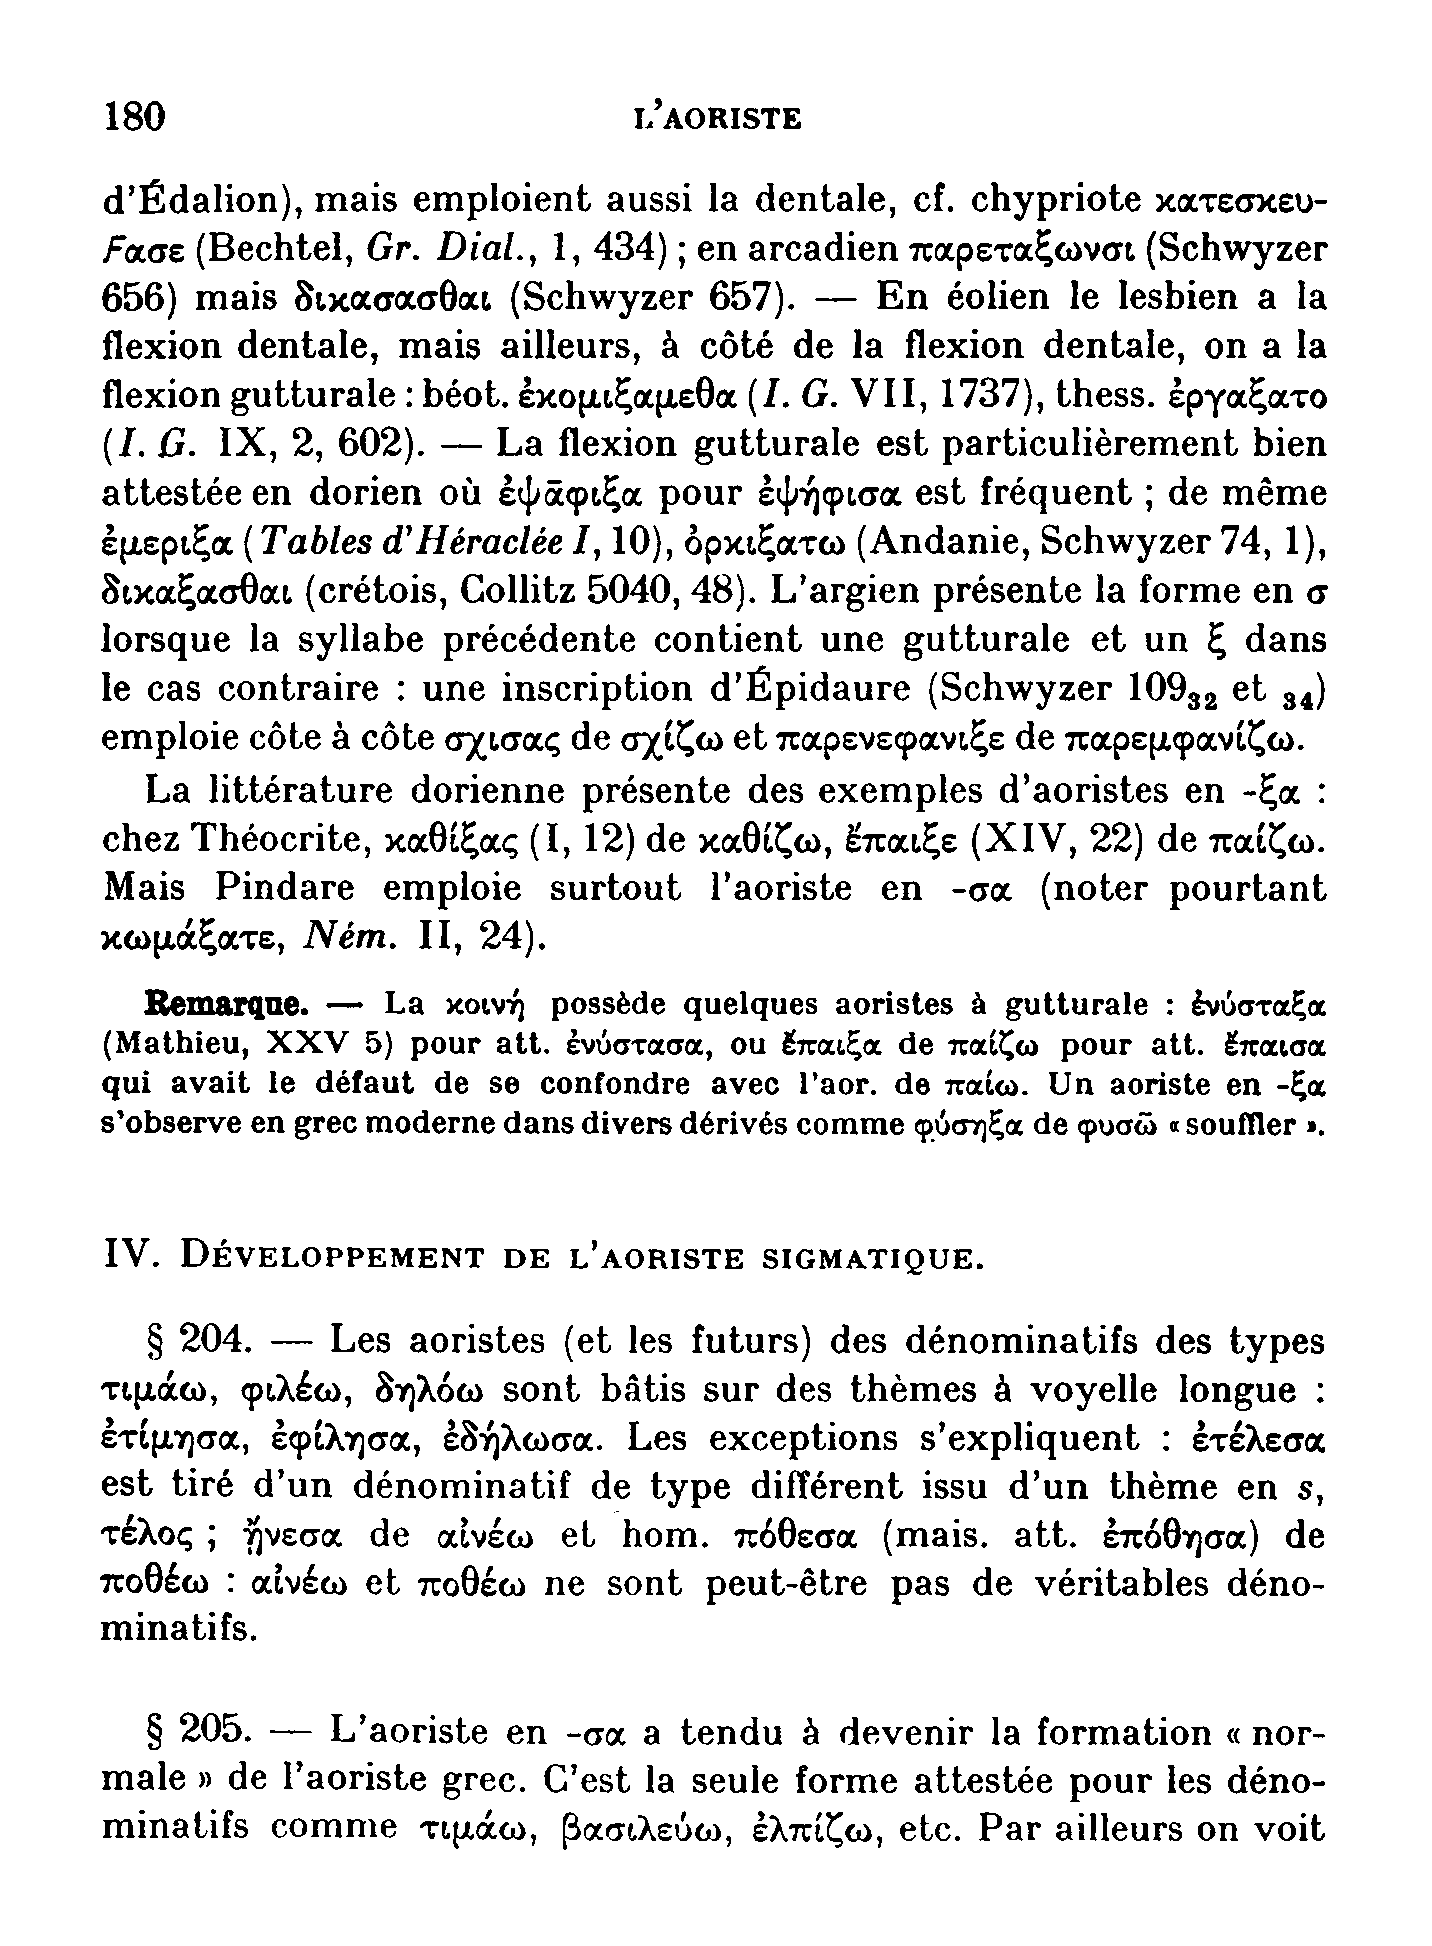 180 L'AORISTE
d'Édalion), mais emploient aussi la dentale, cf. chypriote κατεσκευ-
Fασε (Bechtel, Gr. Dial., 1, 434) ; en arcadien παρεταξωνσι (Schwyzer
656) mais δικασασθαι (Schwyzer 657). — En éolien le lesbien a la
flexion dentale, mais ailleurs, à côté de la flexion dentale, on a la
flexion gutturale : béot. ἐκομιξαμεθα (I. G. VII, 1737), thess. ἐργαξατο
(I. G. IX, 2, 602). — La flexion gutturale est particulièrement bien
attestée en dorien où ἐψᾱφιξα pour ἐψήφισα est fréquent ; de même
ἐμεριξα (Tables d'Héraclée I, 10), ὁρκιξατω (Andanie, Schwyzer 74, 1),
δικαξασθαι (crétois, Collitz 5040, 48). L'argien présente la forme en σ
lorsque la syllabe précédente contient une gutturale et un ξ dans
le cas contraire : une inscription d'Épidaure (Schwyzer 109₃₂ et ₃₄)
emploie côte à côte σχισας de σχίζω et παρενεφανιξε de παρεμφανίζω.
La littérature dorienne présente des exemples d'aoristes en -ξα :
chez Théocrite, καθίξας (I, 12) de καθίζω, ἔπαιξε (XIV, 22) de παίζω.
Mais Pindare emploie surtout l'aoriste en -σα (noter pourtant
κωμάξατε, Ném. II, 24).
Remarque. — La κοινή possède quelques aoristes à gutturale : ἐνύσταξα
(Mathieu, XXV 5) pour att. ἐνύστασα, ou ἔπαιξα de παίζω pour att. ἔπαισα
qui avait le défaut de se confondre avec l'aor. de παίω. Un aoriste en -ξα
s'observe en grec moderne dans divers dérivés comme φύσηξα de φυσῶ « souffler ».
IV. DÉVELOPPEMENT DE L'AORISTE SIGMATIQUE.
§ 204. — Les aoristes (et les futurs) des dénominatifs des types
τιμάω, φιλέω, δηλόω sont bâtis sur des thèmes à voyelle longue :
ἐτίμησα, ἐφίλησα, ἐδήλωσα. Les exceptions s'expliquent : ἐτέλεσα
est tiré d'un dénominatif de type différent issu d'un thème en s,
τέλος ; ᾔνεσα de αἰνέω et hom. πόθεσα (mais. att. ἐπόθησα) de
ποθέω : αἰνέω et ποθέω ne sont peut-être pas de véritables déno-
minatifs.
§ 205. — L'aoriste en -σα a tendu à devenir la formation « nor-
male » de l'aoriste grec. C'est la seule forme attestée pour les déno-
minatifs comme τιμάω, βασιλεύω, ἐλπίζω, etc. Par ailleurs on voit